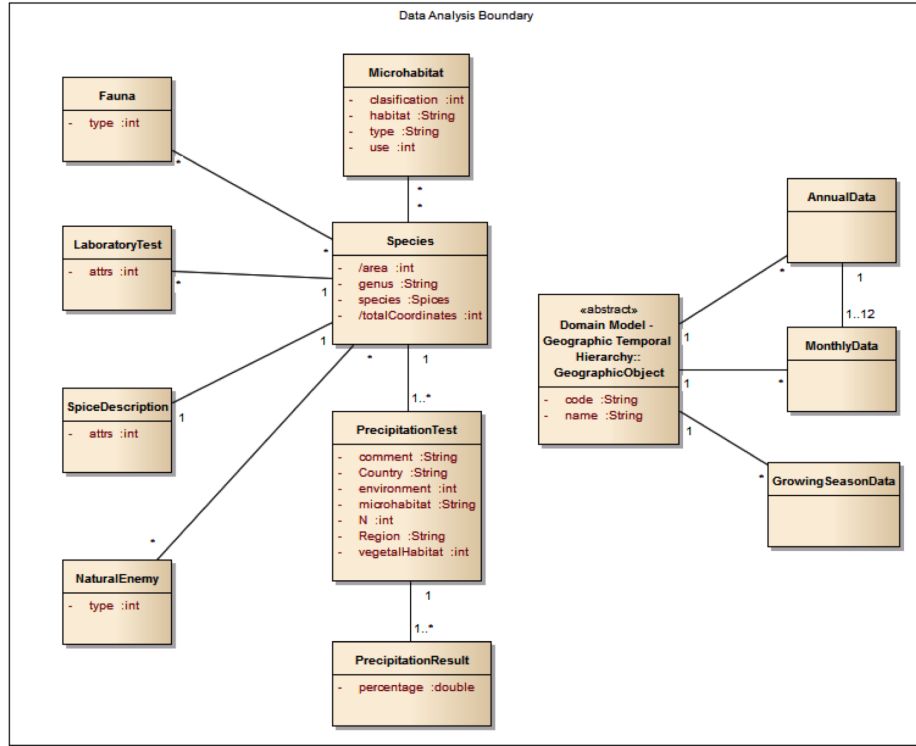 Data Analysis Boundary
Fauna
- type :int
*
*
Microhabitat
- clasification :int
- habitat :String
- type :String
- use :int
*
*
LaboratoryTest
- attrs :int
*
1
Species
- /area :int
- genus :String
- species :Spices
- /totalCoordinates :int
SpiceDescription
- attrs :int
1
1
NaturalEnemy
- type :int
*
*
1
1..*
PrecipitationTest
- comment :String
- Country :String
- environment :int
- microhabitat :String
- N :int
- Region :String
- vegetalHabitat :int
1
1..*
PrecipitationResult
- percentage :double
«abstract»
Domain Model -
Geographic Temporal
Hierarchy::
GeographicObject
- code :String
- name :String
1
*
1
*
1
*
AnnualData
1
1..12
MonthlyData
GrowingSeasonData